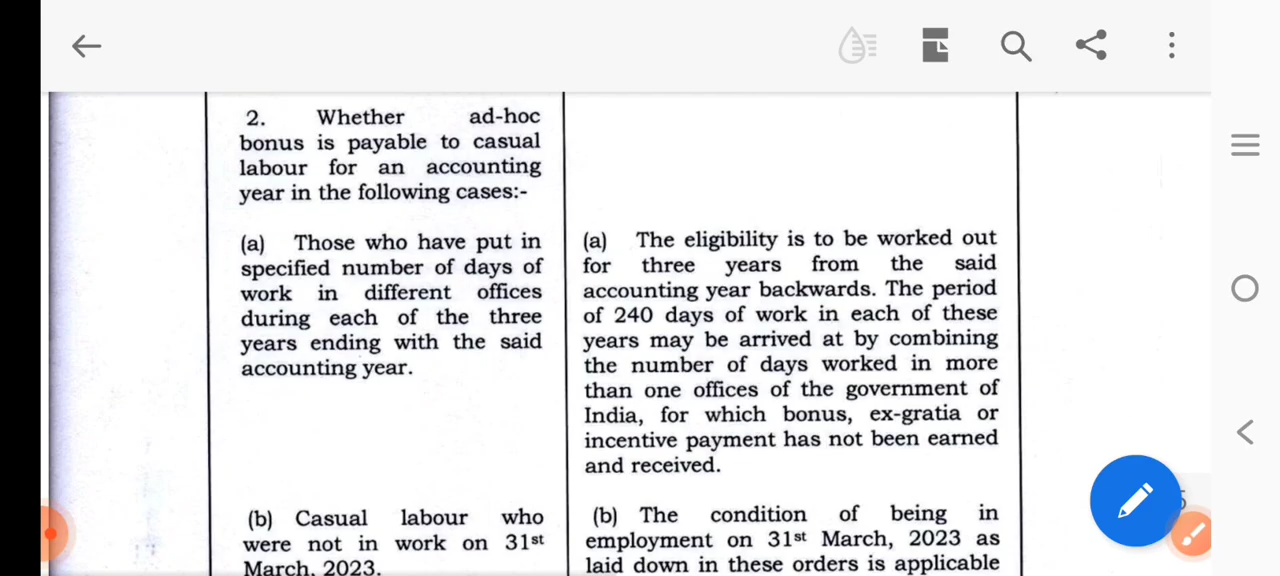 2. Whether ad-hoc
bonus is payable to casual
labour for an accounting
year in the following cases:-
(a) Those who have put in
specified number of days of
work in different offices
during each of the three
years ending with the said
accounting year.
(a) The eligibility is to be worked out
for three years from the said
accounting year backwards. The period
of 240 days of work in each of these
years may be arrived at by combining
the number of days worked in more
than one offices of the government of
India, for which bonus, ex-gratia or
incentive payment has not been earned
and received.
(b) Casual labour who
were not in work on 31st
March, 2023.
(b) The condition of being in
employment on 31st March, 2023 as
laid down in these orders is applicable